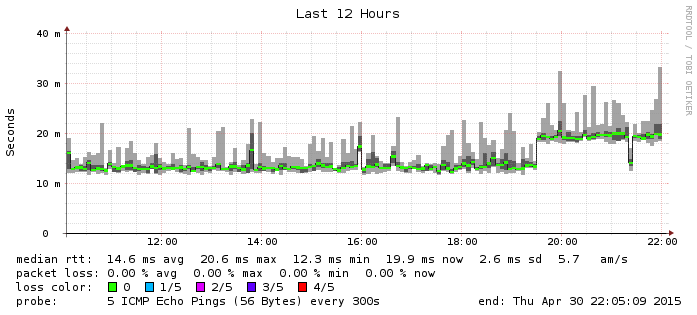 Last 12 Hours
RRDTOOL / TOBI OETIKER
Seconds
40 m
30 m
20 m
10 m
0
12:00 14:00 16:00 18:00 20:00 22:00
median rtt: 14.6 ms avg 20.6 ms max 12.3 ms min 19.9 ms now 2.6 ms sd 5.7 am/s
packet loss: 0.00 % avg 0.00 % max 0.00 % min 0.00 % now
loss color: 0 1/5 2/5 3/5 4/5
probe: 5 ICMP Echo Pings (56 Bytes) every 300s end: Thu Apr 30 22:05:09 2015